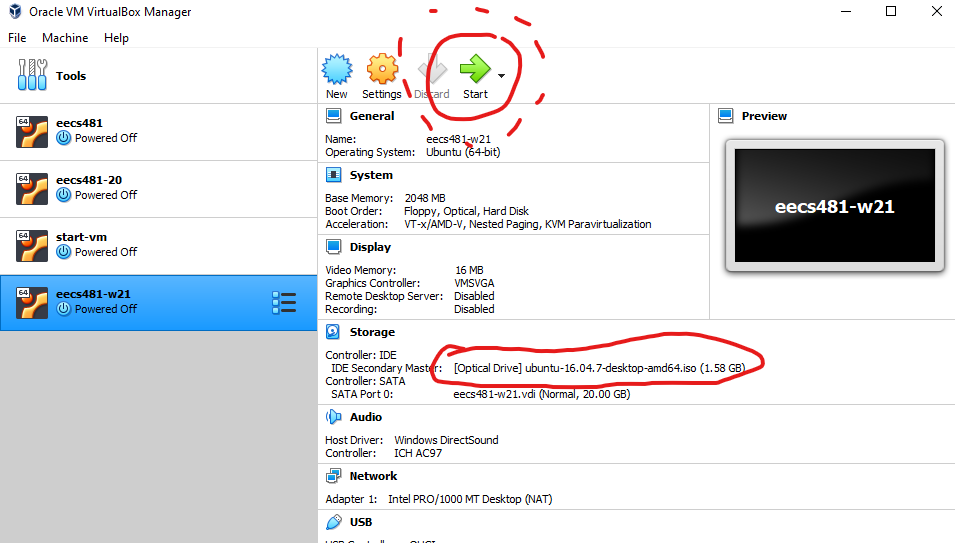 Oracle VM VirtualBox Manager
File Machine Help
Tools
New Settings Discard Start
64
eecs481
Powered Off
64
eecs481-20
Powered Off
64
start-vm
Powered Off
64
eecs481-w21
Powered Off
General
Name: eecs481-w21
Operating System: Ubuntu (64-bit)
System
Base Memory: 2048 MB
Boot Order: Floppy, Optical, Hard Disk
Acceleration: VT-x/AMD-V, Nested Paging, KVM Paravirtualization
Display
Video Memory: 16 MB
Graphics Controller: VMSVGA
Remote Desktop Server: Disabled
Recording: Disabled
Storage
Controller: IDE
IDE Secondary Master: [Optical Drive] ubuntu-16.04.7-desktop-amd64.iso (1.58 GB)
Controller: SATA
SATA Port 0: eecs481-w21.vdi (Normal, 20.00 GB)
Audio
Host Driver: Windows DirectSound
Controller: ICH AC97
Network
Adapter 1: Intel PRO/1000 MT Desktop (NAT)
USB
Preview
eecs481-w21